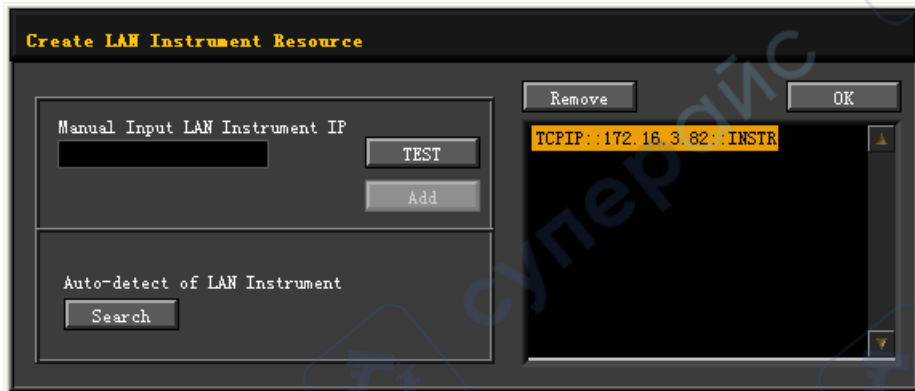 Create LAN Instrument Resource
Remove
OK
Manual Input LAN Instrument IP
TEST
Add
TCPIP::172.16.3.82::INSTR
Auto-detect of LAN Instrument
Search
суперайс